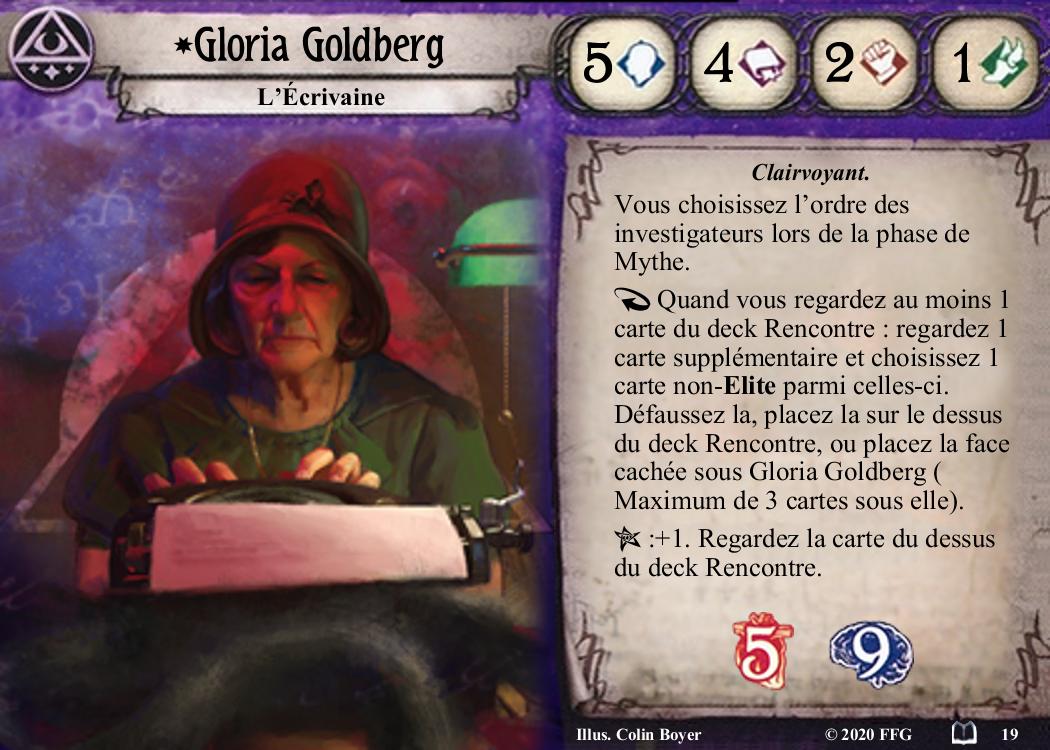 Gloria Goldberg
L'Écrivaine
5 4 2 1
Clairvoyant.
Vous choisissez l'ordre des
investigateurs lors de la phase de
Mythe.
Quand vous regardez au moins 1
carte du deck Rencontre : regardez 1
carte supplémentaire et choisissez 1
carte non-Elite parmi celles-ci.
Défaussez la, placez la sur le dessus
du deck Rencontre, ou placez la face
cachée sous Gloria Goldberg (
Maximum de 3 cartes sous elle).
:+1. Regardez la carte du dessus
du deck Rencontre.
5 9
Illus. Colin Boyer © 2020 FFG 19